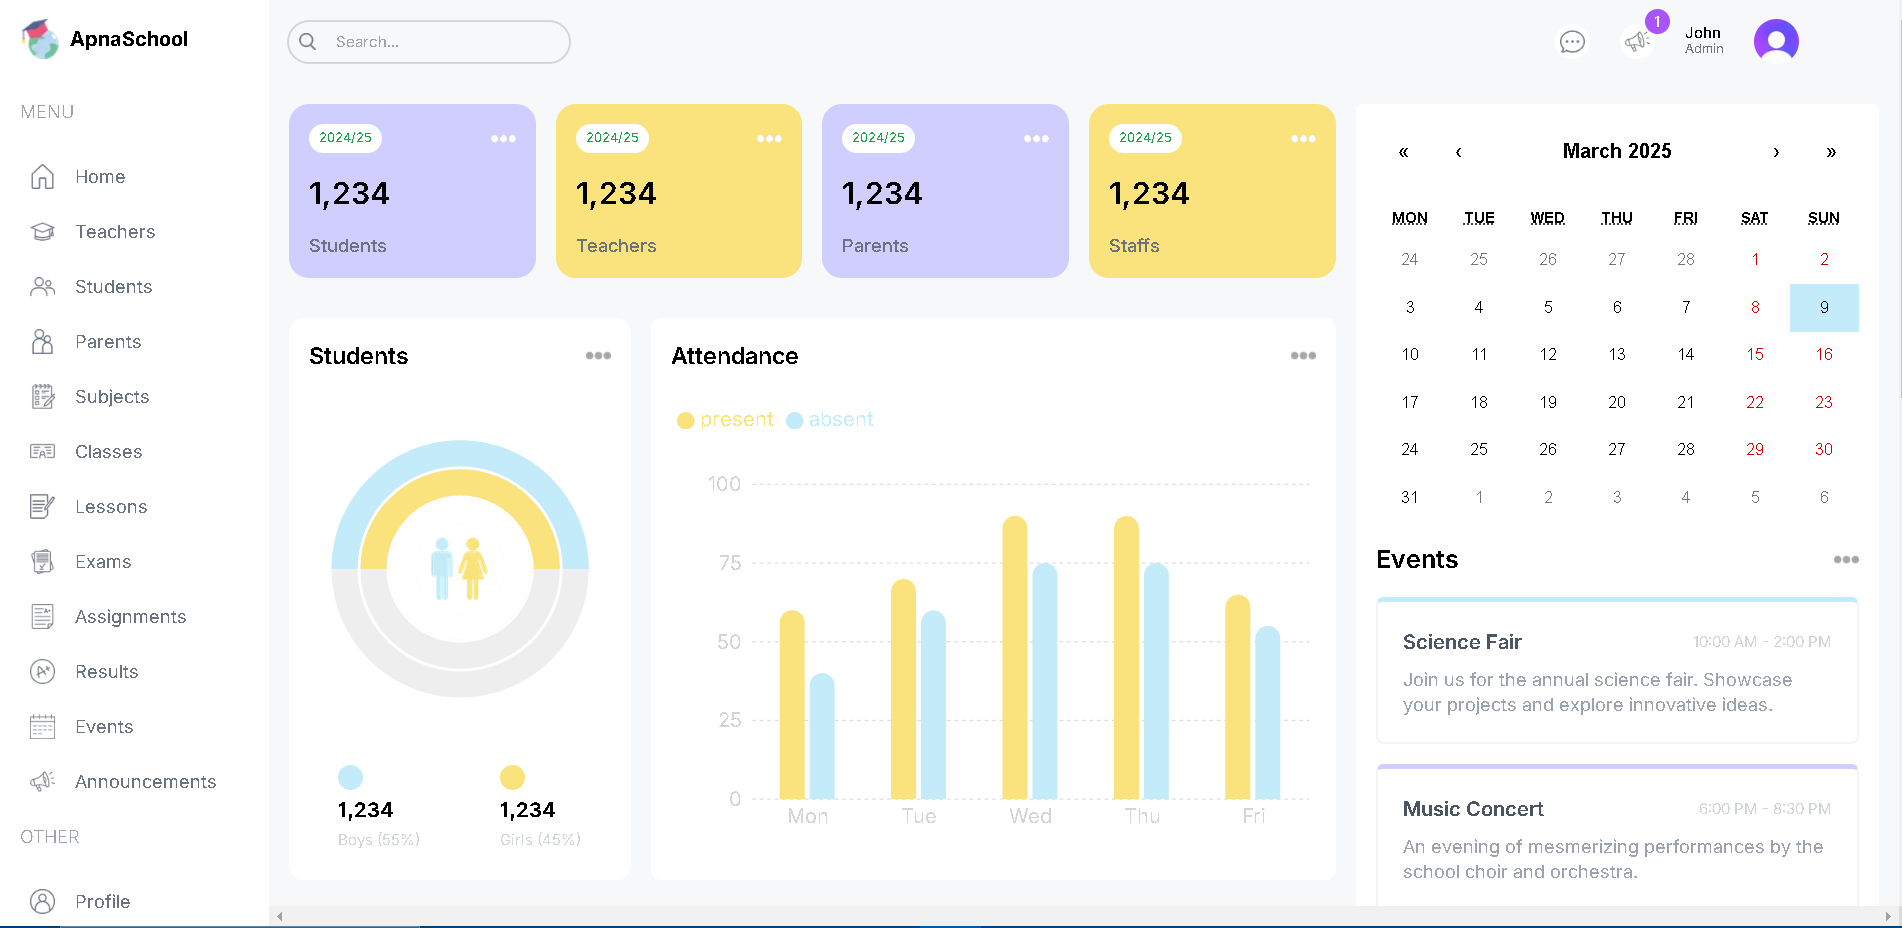 ApnaSchool
MENU
Home
Teachers
Students
Parents
Subjects
Classes
Lessons
Exams
Assignments
Results
Events
Announcements
OTHER
Profile
Search...
1
John
Admin
2024/25
1,234
Students
2024/25
1,234
Teachers
2024/25
1,234
Parents
2024/25
1,234
Staffs
Students
1,234
Boys (55%)
1,234
Girls (45%)
Attendance
present absent
100
75
50
25
0
Mon Tue Wed Thu Fri
« ‹ March 2025 › »
MON TUE WED THU FRI SAT SUN
24 25 26 27 28 1 2
3 4 5 6 7 8 9
10 11 12 13 14 15 16
17 18 19 20 21 22 23
24 25 26 27 28 29 30
31 1 2 3 4 5 6
Events
Science Fair 10:00 AM - 2:00 PM
Join us for the annual science fair. Showcase
your projects and explore innovative ideas.
Music Concert 6:00 PM - 8:30 PM
An evening of mesmerizing performances by the
school choir and orchestra.